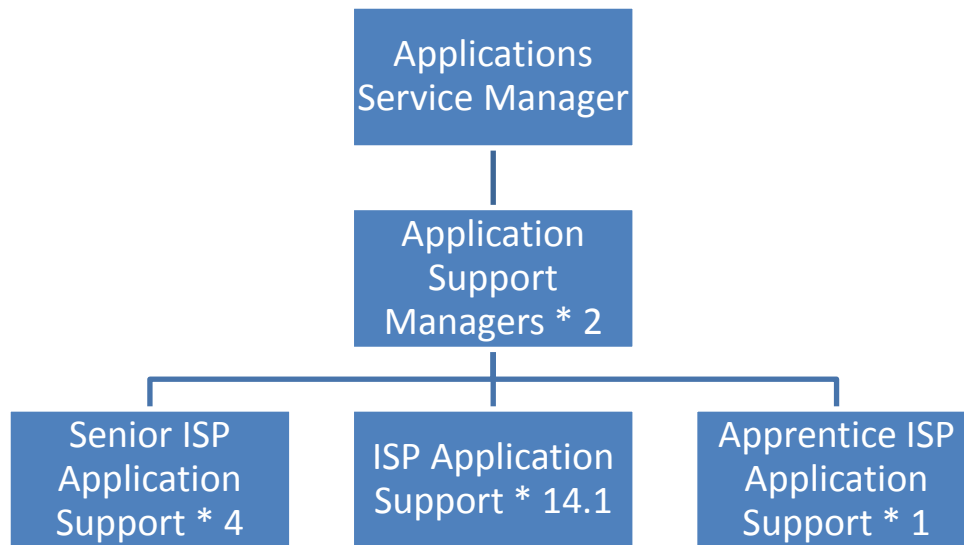 Applications
Service Manager
Application
Support
Managers * 2
Senior ISP
Application
Support * 4
ISP Application
Support * 14.1
Apprentice ISP
Application
Support * 1